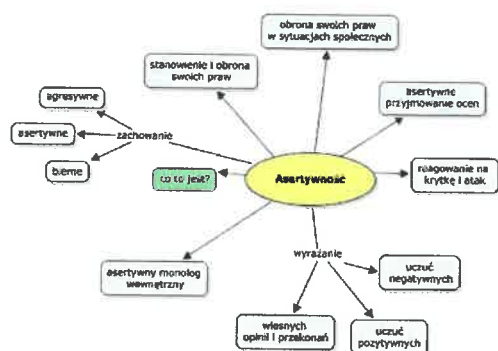 obrona swoich praw
w sytuacjach społecznych
stanowienie i obrona
swoich praw
asertywne
przyjmowanie ocen
agresywne
asertywne
zachowanie
bierne
co to jest?
Asertywność
reagowanie na
krytkę i atak
wyrażanie
asertywny monolog
wewnętrzny
uczuć
negatywnych
własnych
opinii i przekonań
uczuć
pozytywnych